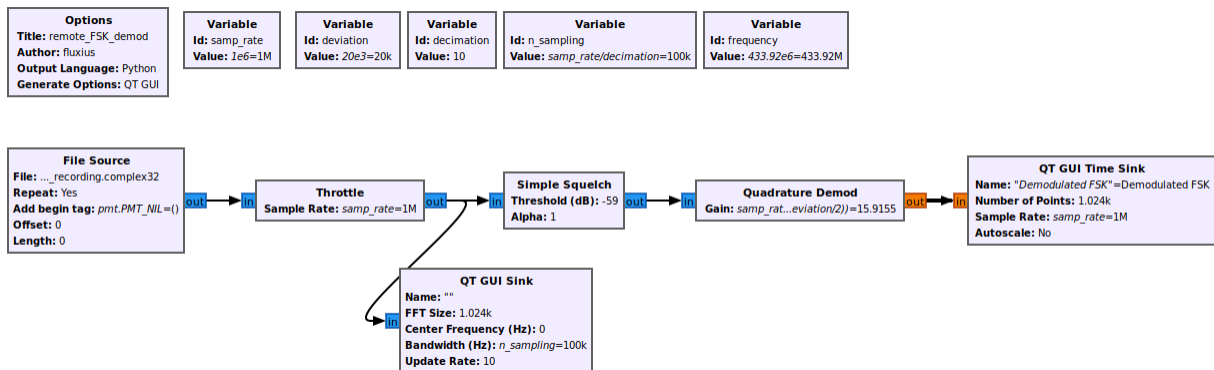 Options
Title: remote_FSK_demod
Author: fluxius
Output Language: Python
Generate Options: QT GUI
Variable
Id: samp_rate
Value: 1e6=1M
Variable
Id: deviation
Value: 20e3=20k
Variable
Id: decimation
Value: 10
Variable
Id: n_sampling
Value: samp_rate/decimation=100k
Variable
Id: frequency
Value: 433.92e6=433.92M
File Source
File: ..._recording.complex32
Repeat: Yes
Add begin tag: pmt.PMT_NIL=()
Offset: 0
Length: 0
out
in
Throttle
Sample Rate: samp_rate=1M
out
in
Simple Squelch
Threshold (dB): -59
Alpha: 1
out
in
Quadrature Demod
Gain: samp_rat...eviation/2))=15.9155
out
in
QT GUI Time Sink
Name: "Demodulated FSK"=Demodulated FSK
Number of Points: 1.024k
Sample Rate: samp_rate=1M
Autoscale: No
in
QT GUI Sink
Name: ""
FFT Size: 1.024k
Center Frequency (Hz): 0
Bandwidth (Hz): n_sampling=100k
Update Rate: 10